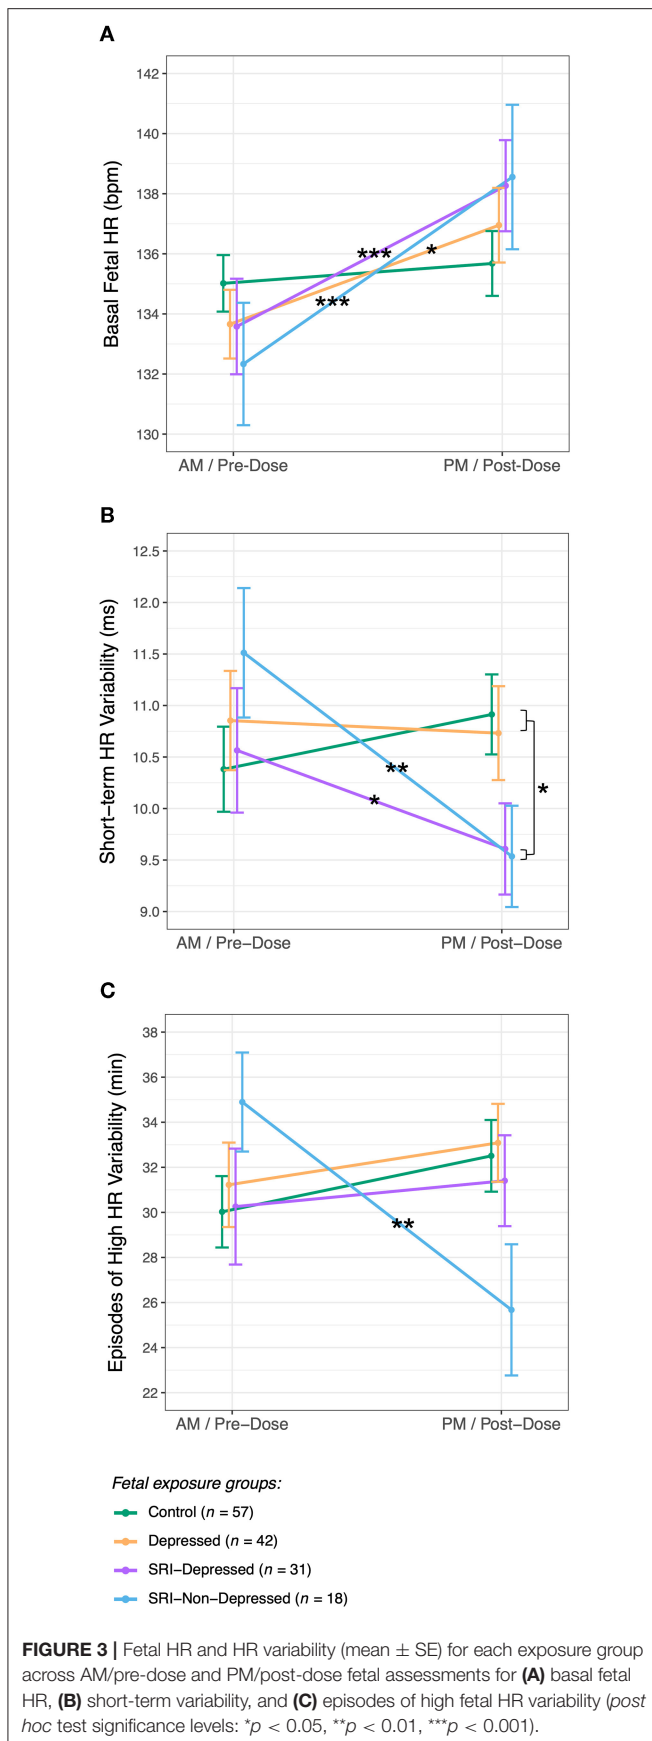 A
142
140
138
136
134
132
130
Basal Fetal HR (bpm)
***
*
***
AM / Pre-Dose
PM / Post-Dose
B
12.5
12.0
11.5
11.0
10.5
10.0
9.5
9.0
Short−term HR Variability (ms)
**
*
*
AM / Pre−Dose
PM / Post−Dose
C
38
36
34
32
30
28
26
24
22
Episodes of High HR Variability (min)
**
AM / Pre−Dose
PM / Post−Dose
Fetal exposure groups:
Control (n = 57)
Depressed (n = 42)
SRI−Depressed (n = 31)
SRI−Non−Depressed (n = 18)
FIGURE 3 | Fetal HR and HR variability (mean ± SE) for each exposure group
across AM/pre-dose and PM/post-dose fetal assessments for (A) basal fetal
HR, (B) short-term variability, and (C) episodes of high fetal HR variability (post
hoc test significance levels: *p < 0.05, **p < 0.01, ***p < 0.001).